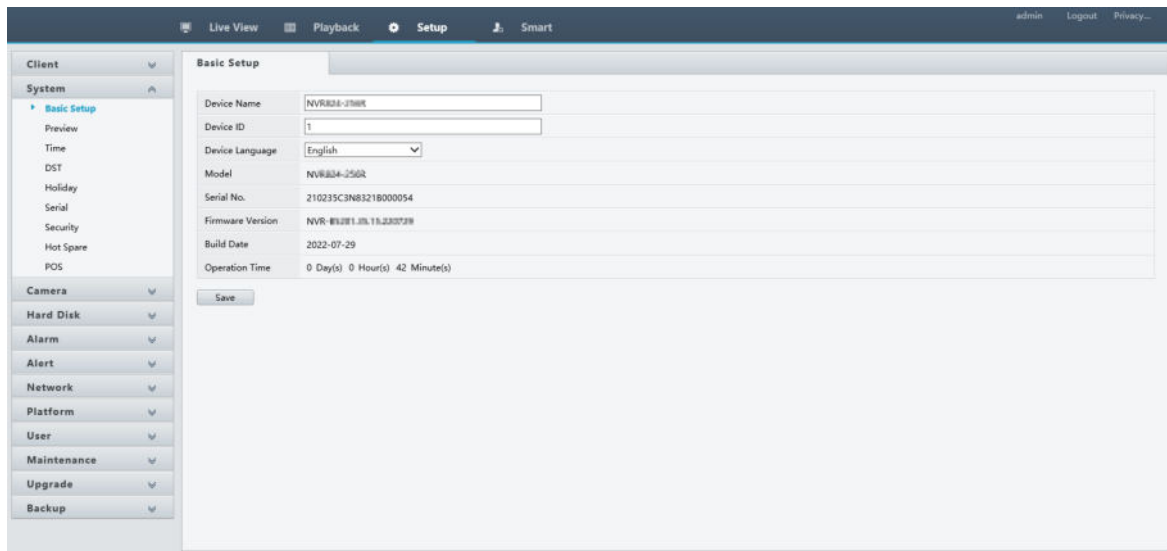 Live View Playback Setup Smart admin Logout Privacy...
Client
System
Basic Setup
Preview
Time
DST
Holiday
Serial
Security
Hot Spare
POS
Camera
Hard Disk
Alarm
Alert
Network
Platform
User
Maintenance
Upgrade
Backup
Basic Setup
Device Name
Device ID 1
Device Language English
Model
Serial No. 210235C3N8321B000054
Firmware Version
Build Date 2022-07-29
Operation Time 0 Day(s) 0 Hour(s) 42 Minute(s)
Save